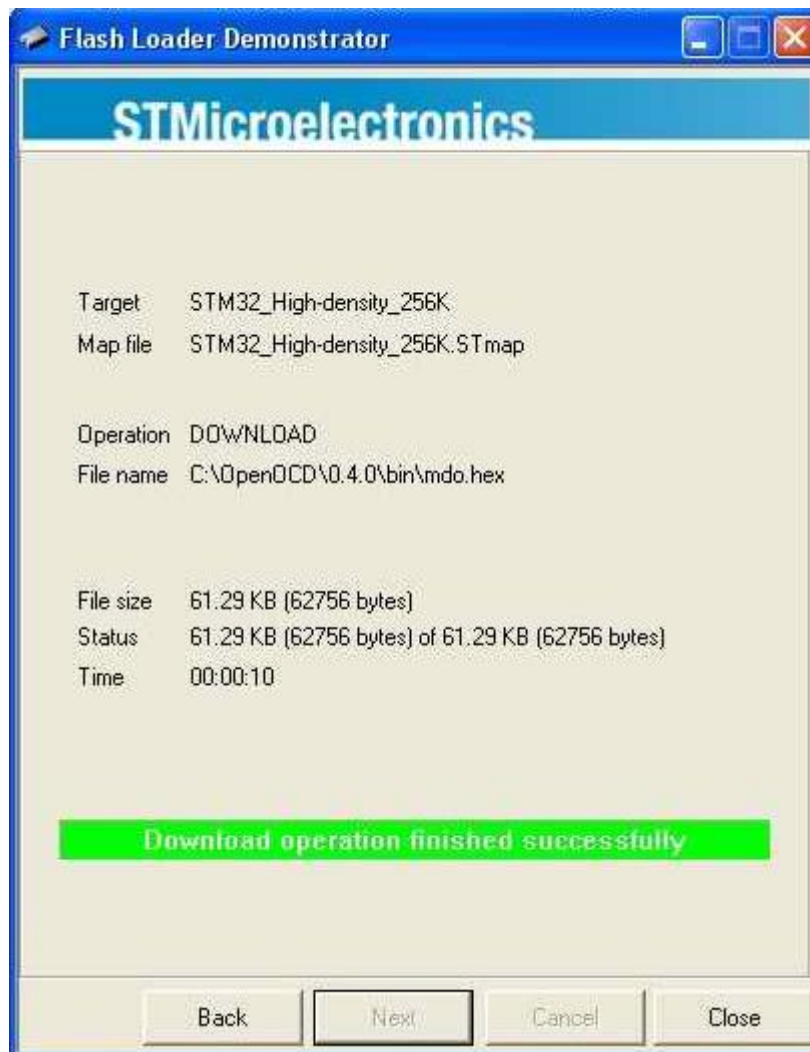 Flash Loader Demonstrator
STMicroelectronics
Target STM32_High-density_256K
Map file STM32_High-density_256K.STmap
Operation DOWNLOAD
File name C:\OpenOCD\0.4.0\bin\mdo.hex
File size 61.29 KB (62756 bytes)
Status 61.29 KB (62756 bytes) of 61.29 KB (62756 bytes)
Time 00:00:10
Download operation finished successfully
Back Next Cancel Close